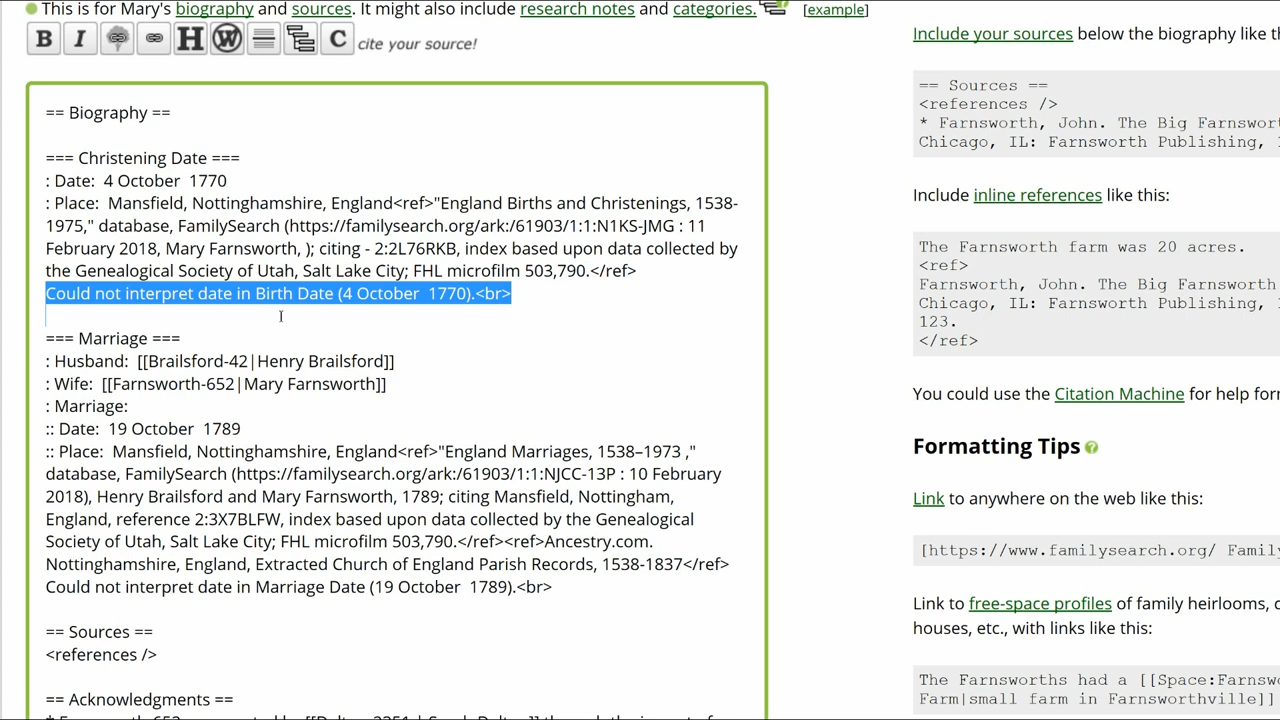 This is for Mary's biography and sources. It might also include research notes and categories. [example]
B I H W C cite your source!
== Biography ==
=== Christening Date ===
: Date:  4 October  1770
: Place:  Mansfield, Nottinghamshire, England<ref>"England Births and Christenings, 1538-
1975," database, FamilySearch (https://familysearch.org/ark:/61903/1:1:N1KS-JMG : 11
February 2018, Mary Farnsworth, ); citing - 2:2L76RKB, index based upon data collected by
the Genealogical Society of Utah, Salt Lake City; FHL microfilm 503,790.</ref>
Could not interpret date in Birth Date (4 October  1770).<br>
=== Marriage ===
: Husband:  [[Brailsford-42|Henry Brailsford]]
: Wife:  [[Farnsworth-652|Mary Farnsworth]]
: Marriage:
:: Date:  19 October  1789
:: Place:  Mansfield, Nottinghamshire, England<ref>"England Marriages, 1538–1973 ,"
database, FamilySearch (https://familysearch.org/ark:/61903/1:1:NJCC-13P : 10 February
2018), Henry Brailsford and Mary Farnsworth, 1789; citing Mansfield, Nottingham,
England, reference 2:3X7BLFW, index based upon data collected by the Genealogical
Society of Utah, Salt Lake City; FHL microfilm 503,790.</ref><ref>Ancestry.com.
Nottinghamshire, England, Extracted Church of England Parish Records, 1538-1837</ref>
Could not interpret date in Marriage Date (19 October  1789).<br>
== Sources ==
<references />
== Acknowledgments ==
Include your sources below the biography like
== Sources ==
<references />
* Farnsworth, John. The Big
Chicago, IL: Farnsworth Publishing,
Include inline references like this:
The Farnsworth farm was 20 acres.
<ref>
Farnsworth, John. The Big Farnsworth
Chicago, IL: Farnsworth Publishing,
123.
</ref>
You could use the Citation Machine for help
Formatting Tips
Link to anywhere on the web like this:
[https://www.familysearch.org/
Link to free-space profiles of family heirlooms,
houses, etc., with links like this:
The Farnsworths had a
Farm|small farm in Farnsworthville]]